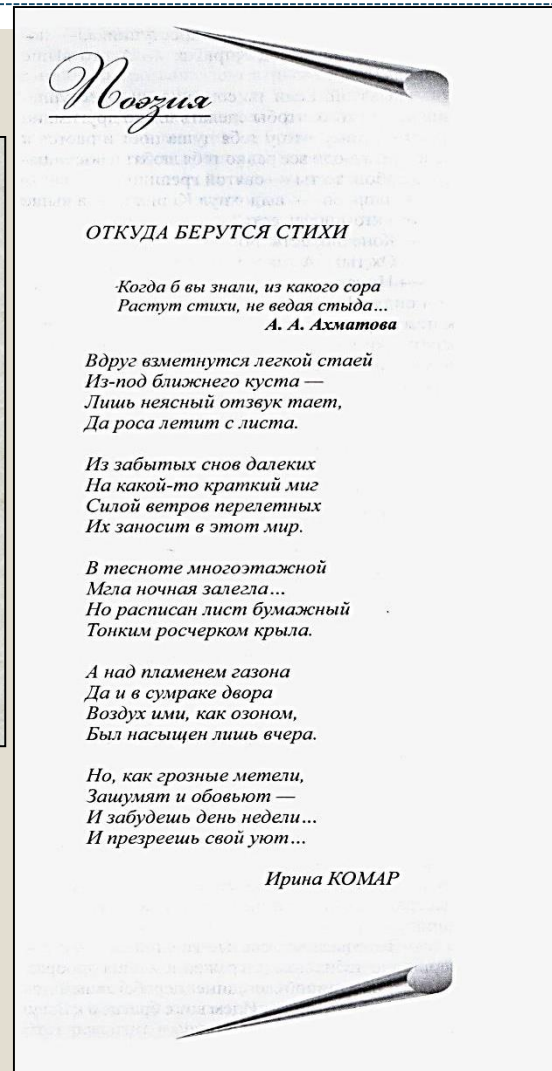 Поэзия
ОТКУДА БЕРУТСЯ СТИХИ
Когда б вы знали, из какого сора
Растут стихи, не ведая стыда...
А. А. Ахматова
Вдруг взметнутся легкой стаей
Из-под ближнего куста —
Лишь неясный отзвук тает,
Да роса летит с листа.
Из забытых снов далеких
На какой-то краткий миг
Силой ветров перелетных
Их заносит в этот мир.
В тесноте многоэтажной
Мгла ночная залегла...
Но расписан лист бумажный
Тонким росчерком крыла.
А над пламенем газона
Да и в сумраке двора
Воздух ими, как озоном,
Был насыщен лишь вчера.
Но, как грозные метели,
Зашумят и обовьют —
И забудешь день недели...
И презреешь свой уют...
Ирина КОМАР